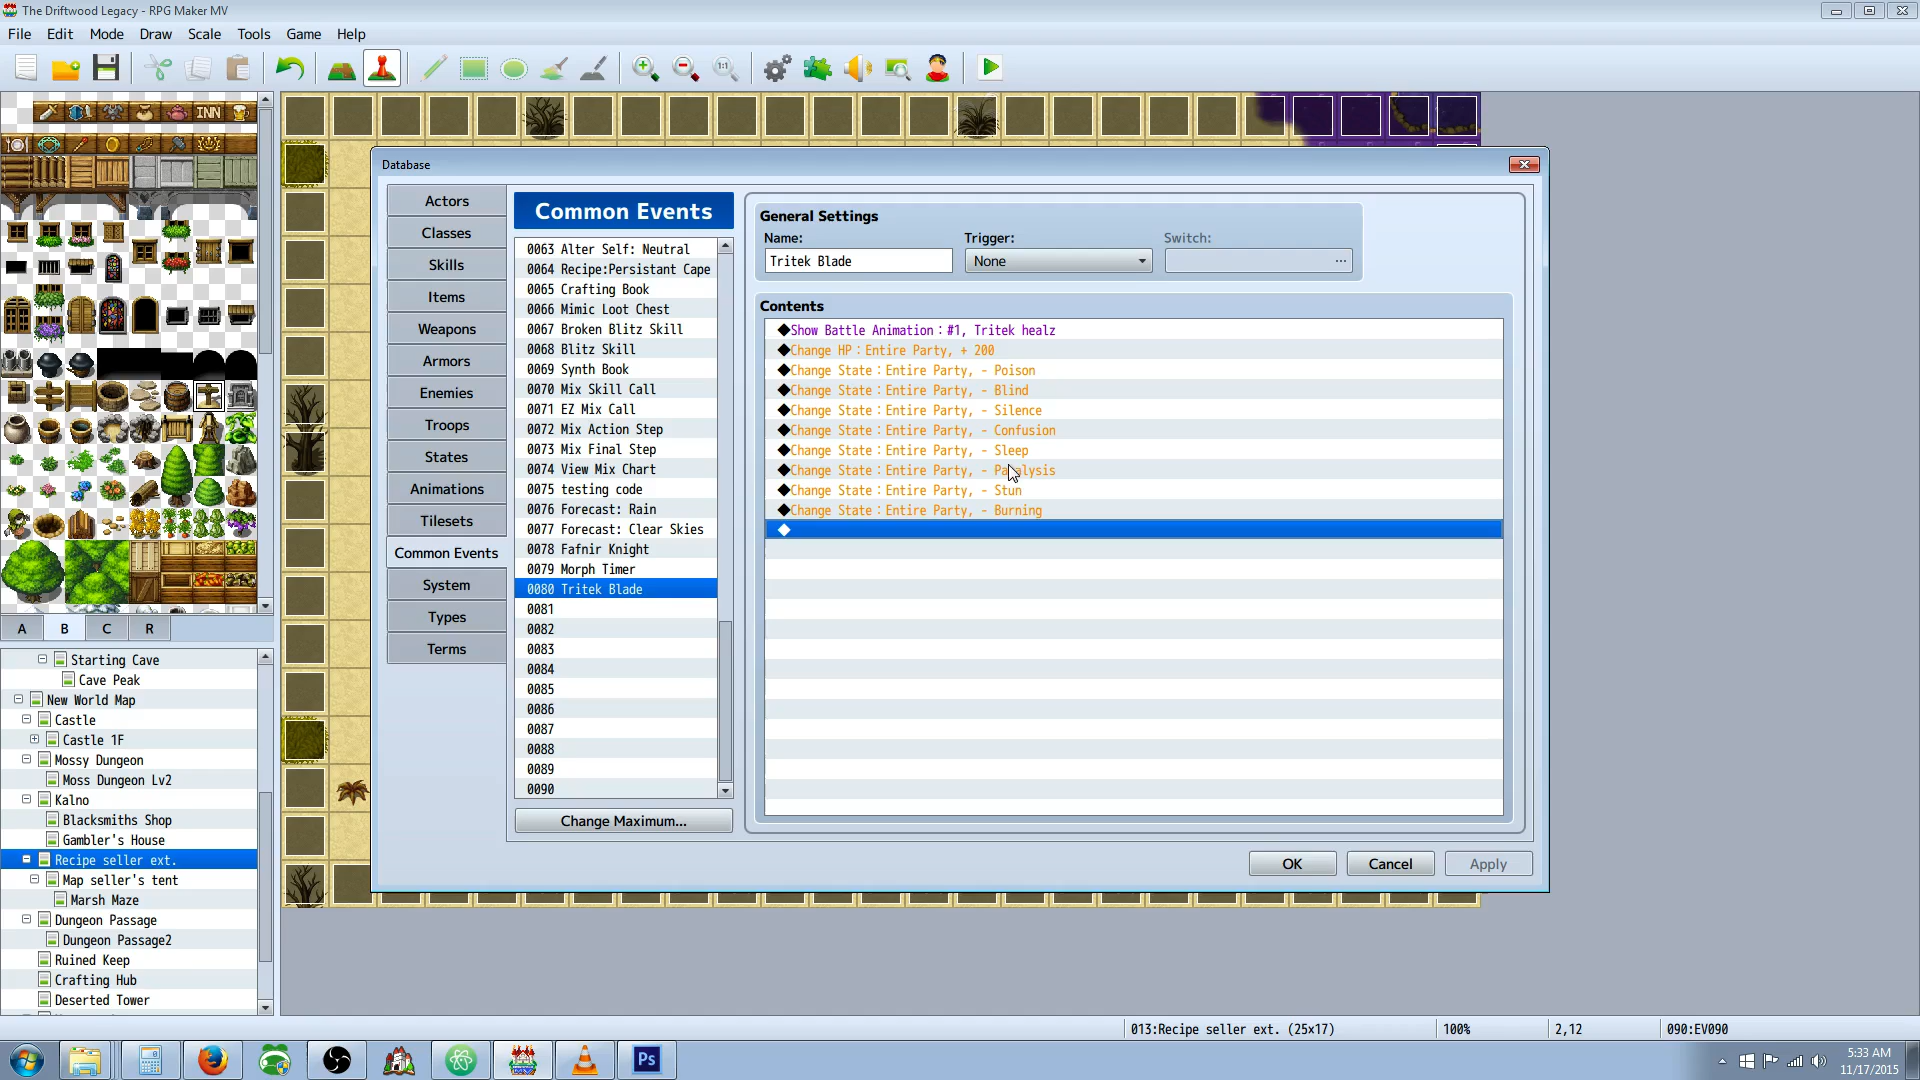 The Driftwood Legacy - RPG Maker MV
File Edit Mode Draw Scale Tools Game Help
1:1
INN
A B C R
Starting Cave
Cave Peak
New World Map
Castle
Castle 1F
Mossy Dungeon
Moss Dungeon Lv2
Kalno
Blacksmiths Shop
Gambler's House
Recipe seller ext.
Map seller's tent
Marsh Maze
Dungeon Passage
Dungeon Passage2
Ruined Keep
Crafting Hub
Deserted Tower
Database
Actors
Classes
Skills
Items
Weapons
Armors
Enemies
Troops
States
Animations
Tilesets
Common Events
System
Types
Terms
Common Events
0063 Alter Self: Neutral
0064 Recipe:Persistant Cape
0065 Crafting Book
0066 Mimic Loot Chest
0067 Broken Blitz Skill
0068 Blitz Skill
0069 Synth Book
0070 Mix Skill Call
0071 EZ Mix Call
0072 Mix Action Step
0073 Mix Final Step
0074 View Mix Chart
0075 testing code
0076 Forecast: Rain
0077 Forecast: Clear Skies
0078 Fafnir Knight
0079 Morph Timer
0080 Tritek Blade
0081
0082
0083
0084
0085
0086
0087
0088
0089
0090
Change Maximum...
General Settings
Name: Trigger: Switch:
Tritek Blade None ...
Contents
◆Show Battle Animation : #1, Tritek healz
◆Change HP : Entire Party, + 200
◆Change State : Entire Party, - Poison
◆Change State : Entire Party, - Blind
◆Change State : Entire Party, - Silence
◆Change State : Entire Party, - Confusion
◆Change State : Entire Party, - Sleep
◆Change State : Entire Party, - Paralysis
◆Change State : Entire Party, - Stun
◆Change State : Entire Party, - Burning
◆
OK Cancel Apply
013:Recipe seller ext. (25x17) 100% 2,12 090:EV090
Ps
5:33 AM
11/17/2015